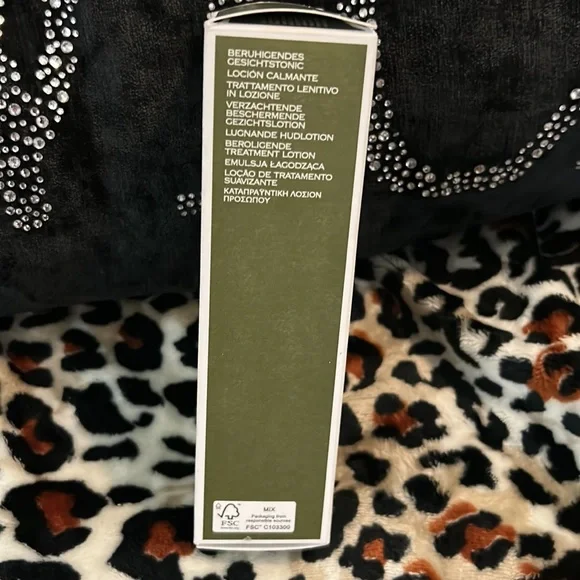 BERUHIGENDES
GESICHTSTONIC
LOCIÓN CALMANTE
TRATTAMENTO LENITIVO
IN LOZIONE
VERZACHTENDE
BESCHERMENDE
GEZICHTSLOTION
LUGNANDE HUDLOTION
BEROLIGENDE
TREATMENT LOTION
EMULSJA ŁAGODZĄCA
LOÇÃO DE TRATAMENTO
SUAVIZANTE
ΚΑΤΑΠΡΑΫΝΤΙΚΗ ΛΟΣΙΟΝ
ΠΡΟΣΩΠΟΥ
FSC
MIX
Packaging from
responsible sources
FSC® C103300